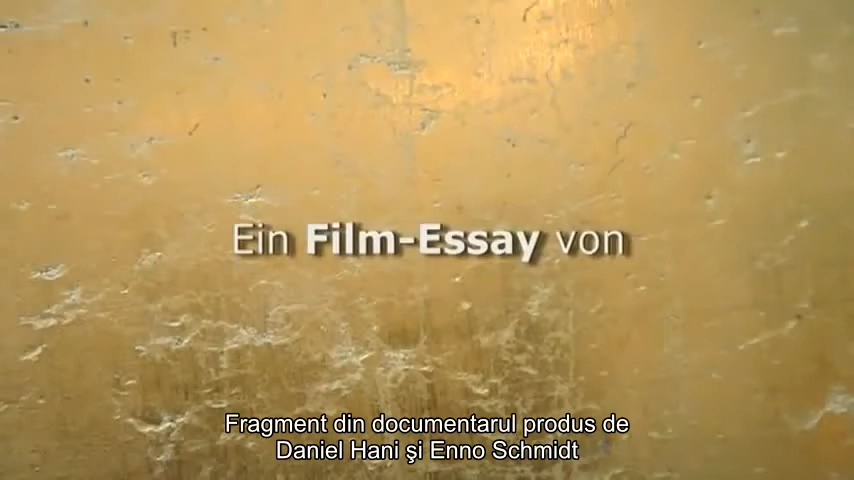 Ein Film-Essay von
Fragment din documentarul produs de
Daniel Hani şi Enno Schmidt